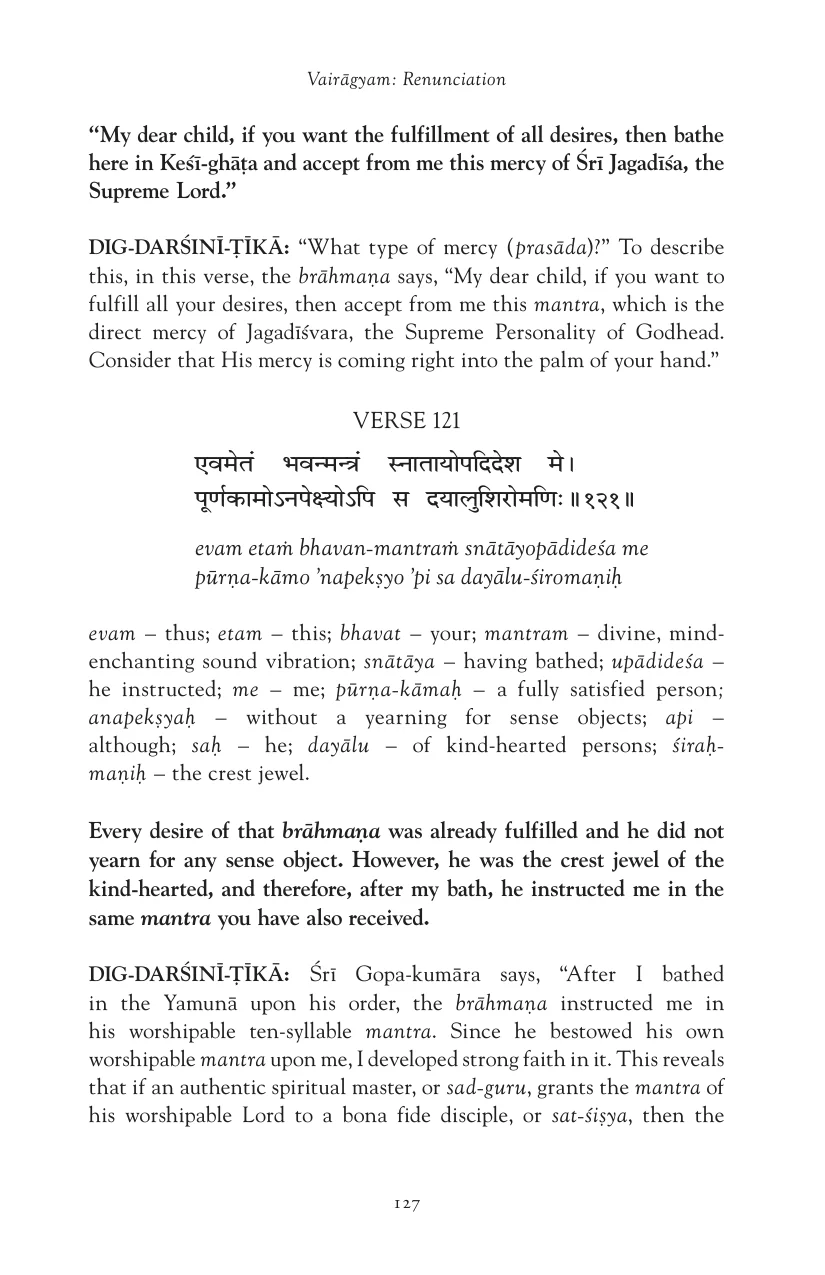 Vairāgyam: Renunciation
“My dear child, if you want the fulfillment of all desires, then bathe
here in Keśī-ghāṭa and accept from me this mercy of Śrī Jagadīśa, the
Supreme Lord.”
DIG-DARŚINĪ-ṬĪKĀ: “What type of mercy (prasāda)?” To describe
this, in this verse, the brāhmaṇa says, “My dear child, if you want to
fulfill all your desires, then accept from me this mantra, which is the
direct mercy of Jagadīśvara, the Supreme Personality of Godhead.
Consider that His mercy is coming right into the palm of your hand.”
VERSE 121
एवमेतं भवन्मन्त्रं स्नातायोपदिदेश मे।
पूर्णकामोऽनपेक्ष्योऽपि स दयालुशिरोमणिः॥१२१॥
evam etaṁ bhavan-mantraṁ snātāyopādideśa me
pūrṇa-kāmo ’napekṣyo ’pi sa dayālu-śiromaṇiḥ
evam – thus; etam – this; bhavat – your; mantram – divine, mind-
enchanting sound vibration; snātāya – having bathed; upādideśa –
he instructed; me – me; pūrṇa-kāmaḥ – a fully satisfied person;
anapekṣyaḥ – without a yearning for sense objects; api –
although; saḥ – he; dayālu – of kind-hearted persons; śiraḥ-
maṇiḥ – the crest jewel.
Every desire of that brāhmaṇa was already fulfilled and he did not
yearn for any sense object. However, he was the crest jewel of the
kind-hearted, and therefore, after my bath, he instructed me in the
same mantra you have also received.
DIG-DARŚINĪ-ṬĪKĀ: Śrī Gopa-kumāra says, “After I bathed
in the Yamunā upon his order, the brāhmaṇa instructed me in
his worshipable ten-syllable mantra. Since he bestowed his own
worshipable mantra upon me, I developed strong faith in it. This reveals
that if an authentic spiritual master, or sad-guru, grants the mantra of
his worshipable Lord to a bona fide disciple, or sat-śiṣya, then the
127